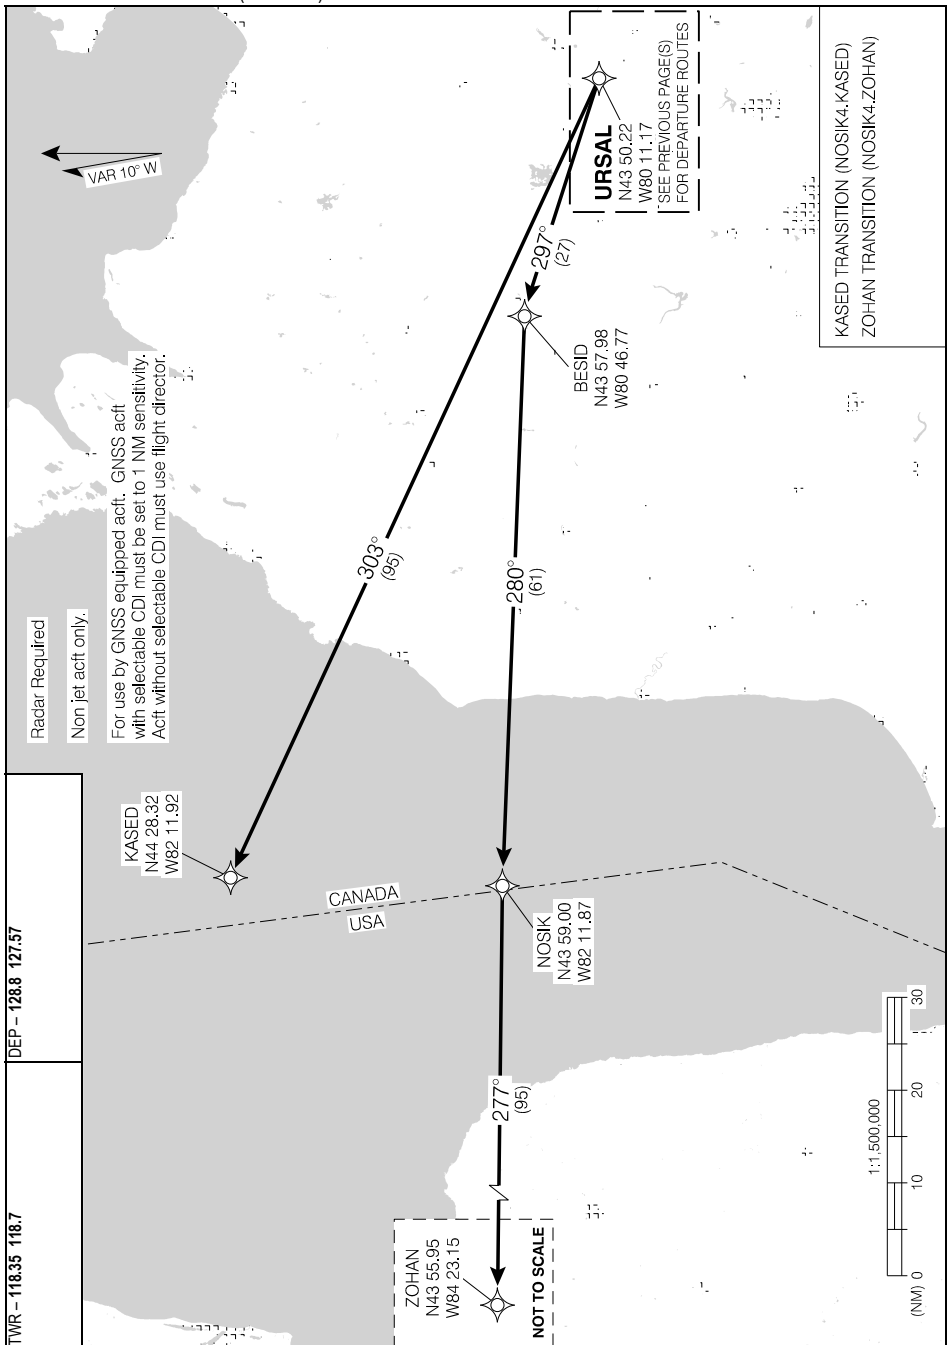 TWR – 118.35 118.7
DEP – 128.8 127.57
Radar Required
Non jet acft only.
For use by GNSS equipped acft. GNSS acft
with selectable CDI must be set to 1 NM sensitivity.
Acft without selectable CDI must use flight director.
VAR 10° W
KASED
N44 28.32
W82 11.92
303°
(95)
CANADA
USA
ZOHAN
N43 55.95
W84 23.15
NOT TO SCALE
277°
(95)
NOSIK
N43 59.00
W82 11.87
280°
(61)
BESID
N43 57.98
W80 46.77
297°
(27)
URSAL
N43 50.22
W80 11.17
SEE PREVIOUS PAGE(S)
FOR DEPARTURE ROUTES
1:1,500,000
(NM) 0 10 20 30
KASED TRANSITION (NOSIK4.KASED)
ZOHAN TRANSITION (NOSIK4.ZOHAN)